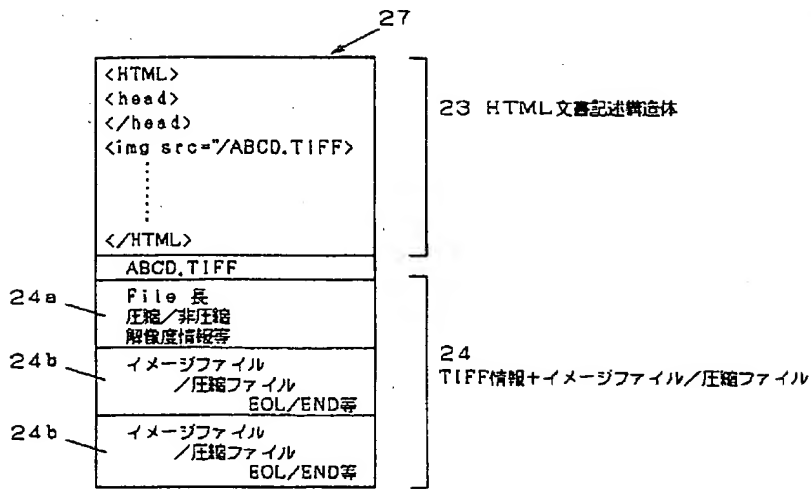 27
<HTML>
<head>
</head>
<img src="/ABCD.TIFF>
</HTML>
23 HTML文書記述構造体
ABCD.TIFF
24a
File 長
圧縮/非圧縮
解像度情報等
24b
イメージファイル
/圧縮ファイル
EOL/END等
24b
イメージファイル
/圧縮ファイル
EOL/END等
24
TIFF情報+イメージファイル/圧縮ファイル